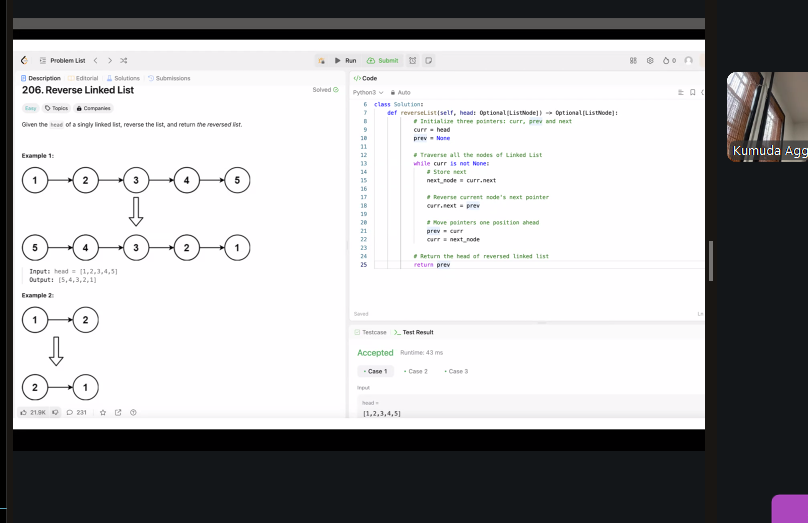 Problem List
Run
Submit
0
Description
Editorial
Solutions
Submissions
206. Reverse Linked List
Solved
Easy
Topics
Companies
Given the head of a singly linked list, reverse the list, and return the reversed list.
Example 1:
1 2 3 4 5
5 4 3 2 1
Input: head = [1,2,3,4,5]
Output: [5,4,3,2,1]
Example 2:
1 2
2 1
21.9K
231
</> Code
Python3
Auto
6 class Solution:
7 def reverseList(self, head: Optional[ListNode]) -> Optional[ListNode]:
8 # Initialize three pointers: curr, prev and next
9 curr = head
10 prev = None
11
12 # Traverse all the nodes of Linked List
13 while curr is not None:
14 # Store next
15 next_node = curr.next
16
17 # Reverse current node's next pointer
18 curr.next = prev
19
20 # Move pointers one position ahead
21 prev = curr
22 curr = next_node
23
24 # Return the head of reversed linked list
25 return prev
Saved
Ln
Testcase
Test Result
Accepted
Runtime: 43 ms
Case 1
Case 2
Case 3
Input
head =
[1,2,3,4,5]
Kumuda Agg